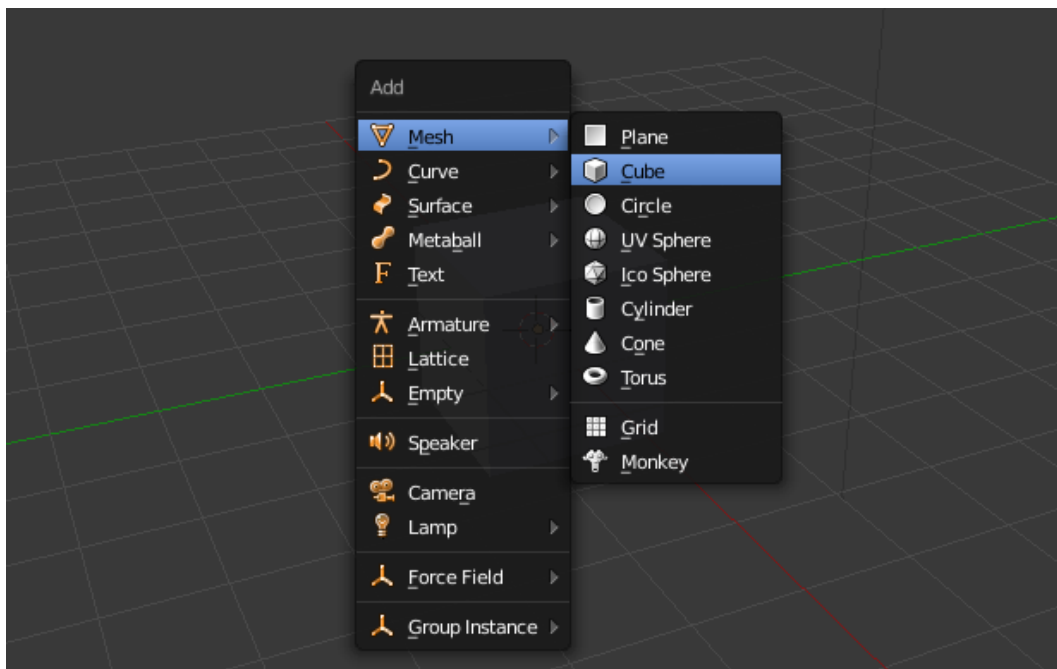 Add
Mesh
Curve
Surface
Metaball
Text
Armature
Lattice
Empty
Speaker
Camera
Lamp
Force Field
Group Instance
Plane
Cube
Circle
UV Sphere
Ico Sphere
Cylinder
Cone
Torus
Grid
Monkey